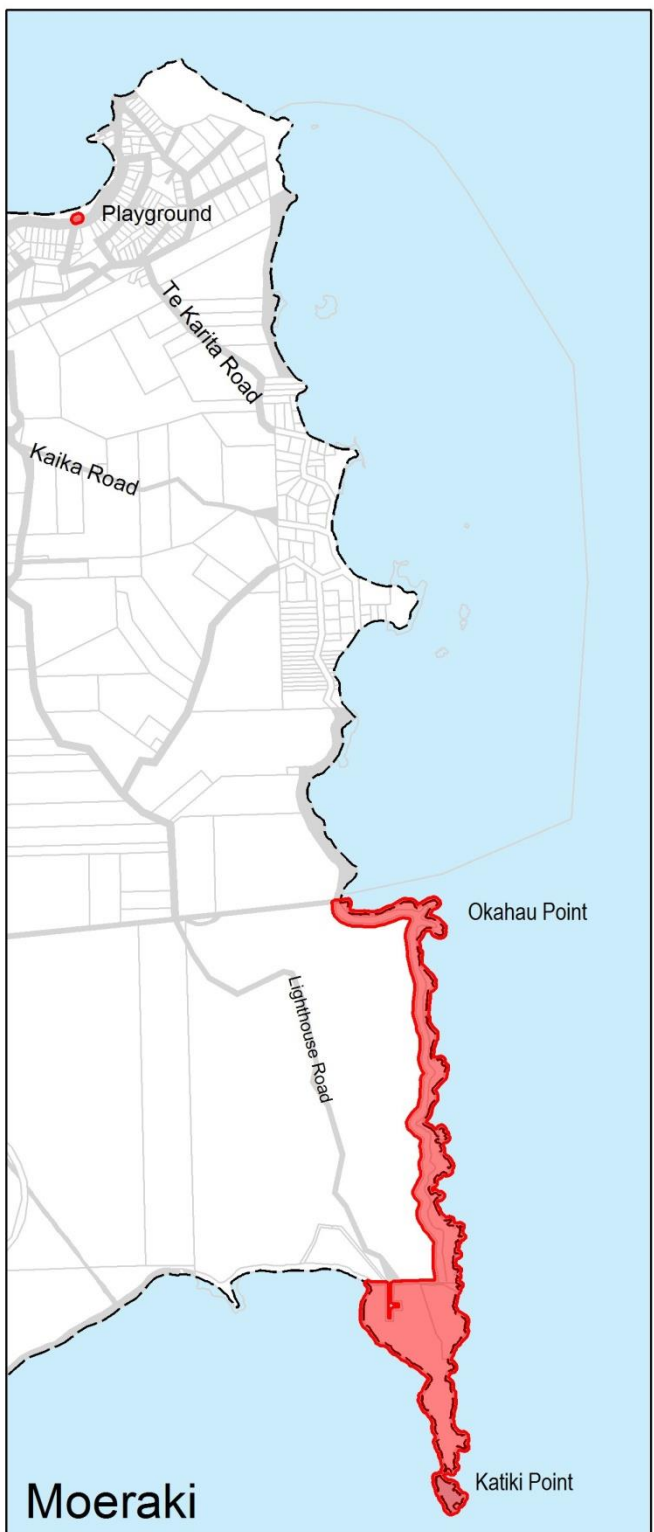 Playground
Te Karita Road
Kaika Road
Okahau Point
Lighthouse Road
Katiki Point
Moeraki